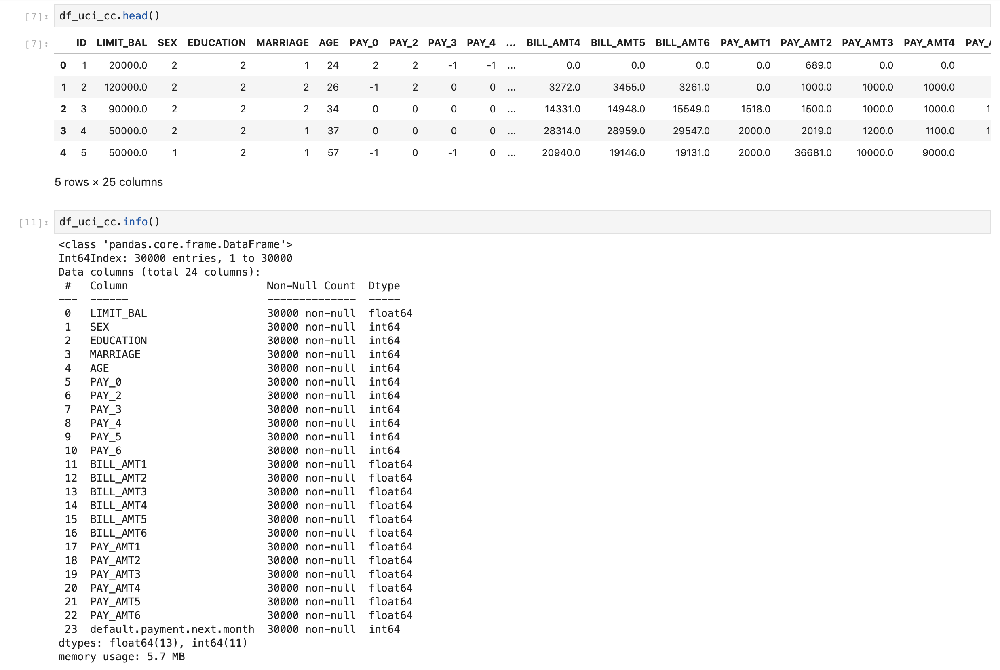 [7]: df_uci_cc.head()
[7]: ID LIMIT_BAL SEX EDUCATION MARRIAGE AGE PAY_0 PAY_2 PAY_3 PAY_4 ... BILL_AMT4 BILL_AMT5 BILL_AMT6 PAY_AMT1 PAY_AMT2 PAY_AMT3 PAY_AMT4 PAY_A
0 1 20000.0 2 2 1 24 2 2 -1 -1 ... 0.0 0.0 0.0 0.0 689.0 0.0 0.0
1 2 120000.0 2 2 2 26 -1 2 0 0 ... 3272.0 3455.0 3261.0 0.0 1000.0 1000.0 1000.0
2 3 90000.0 2 2 2 34 0 0 0 0 ... 14331.0 14948.0 15549.0 1518.0 1500.0 1000.0 1000.0 1
3 4 50000.0 2 2 1 37 0 0 0 0 ... 28314.0 28959.0 29547.0 2000.0 2019.0 1200.0 1100.0 1
4 5 50000.0 1 2 1 57 -1 0 -1 0 ... 20940.0 19146.0 19131.0 2000.0 36681.0 10000.0 9000.0
5 rows × 25 columns
[11]: df_uci_cc.info()
<class 'pandas.core.frame.DataFrame'>
Int64Index: 30000 entries, 1 to 30000
Data columns (total 24 columns):
# Column Non-Null Count Dtype
--- ------ -------------- -----
0 LIMIT_BAL 30000 non-null float64
1 SEX 30000 non-null int64
2 EDUCATION 30000 non-null int64
3 MARRIAGE 30000 non-null int64
4 AGE 30000 non-null int64
5 PAY_0 30000 non-null int64
6 PAY_2 30000 non-null int64
7 PAY_3 30000 non-null int64
8 PAY_4 30000 non-null int64
9 PAY_5 30000 non-null int64
10 PAY_6 30000 non-null int64
11 BILL_AMT1 30000 non-null float64
12 BILL_AMT2 30000 non-null float64
13 BILL_AMT3 30000 non-null float64
14 BILL_AMT4 30000 non-null float64
15 BILL_AMT5 30000 non-null float64
16 BILL_AMT6 30000 non-null float64
17 PAY_AMT1 30000 non-null float64
18 PAY_AMT2 30000 non-null float64
19 PAY_AMT3 30000 non-null float64
20 PAY_AMT4 30000 non-null float64
21 PAY_AMT5 30000 non-null float64
22 PAY_AMT6 30000 non-null float64
23 default.payment.next.month 30000 non-null int64
dtypes: float64(13), int64(11)
memory usage: 5.7 MB